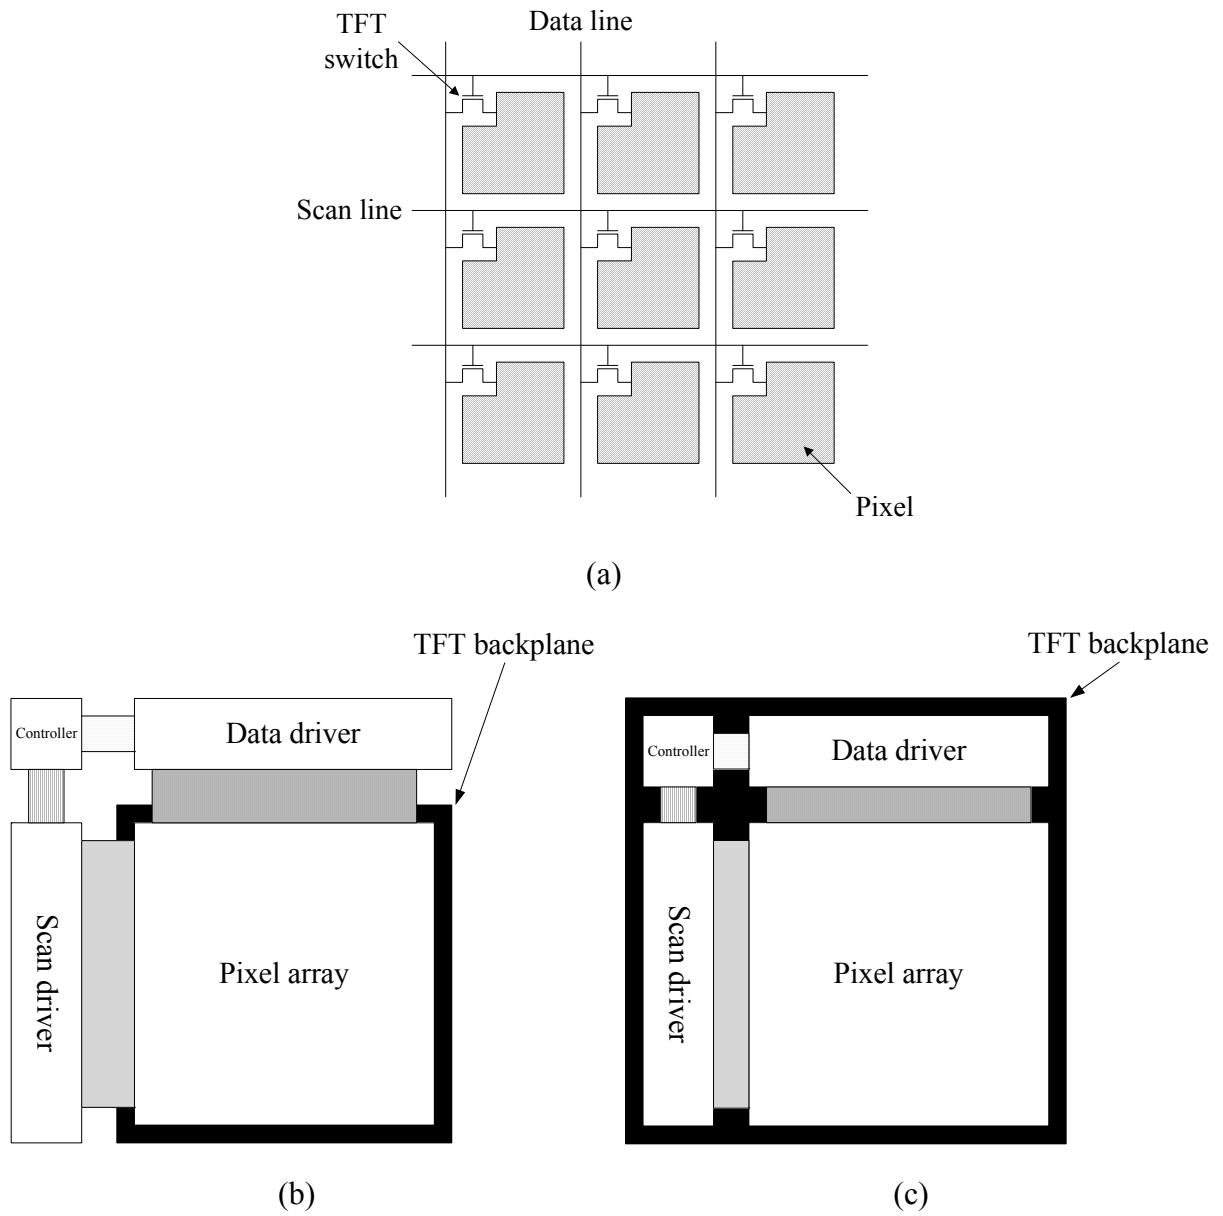 (a)
Data line
TFT
switch
Scan line
Pixel
(a)
TFT backplane
Controller
Data driver
Scan driver
Pixel array
(b)
TFT backplane
Controller
Data driver
Scan driver
Pixel array
(c)